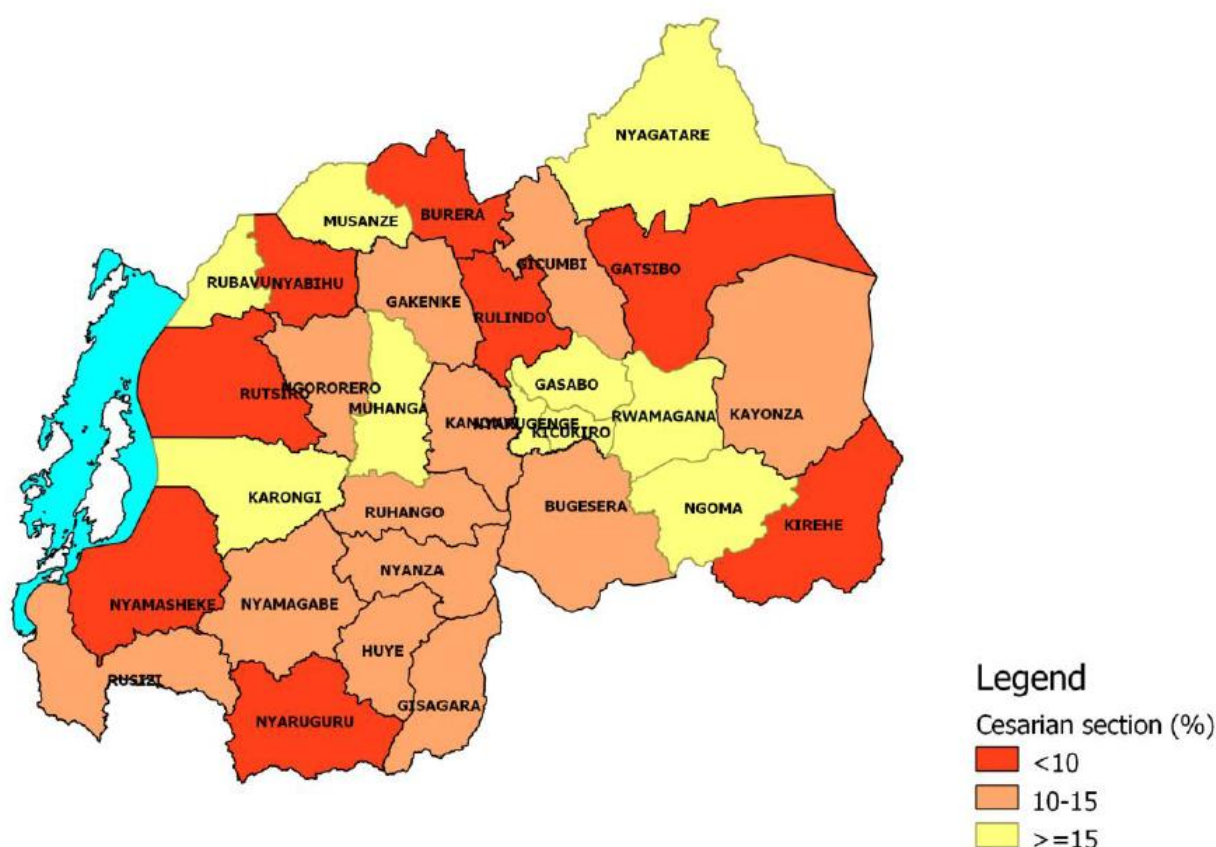 NYAGATARE
BURERA
MUSANZE
GICUMBI
GATSIBO
RUBAVU
NYABIHU
GAKENKE
RULINDO
GASABO
RUTSIRO
NGORORERO
MUHANGA
RWAMAGANA
KAYONZA
KAMONYI
NYARUGENGE
KICUKIRO
KARONGI
RUHANGO
BUGESERA
NGOMA
KIREHE
NYANZA
NYAMASHEKE
NYAMAGABE
HUYE
RUSIZI
GISAGARA
NYARUGURU
Legend
Cesarian section (%)
<10
10-15
>=15